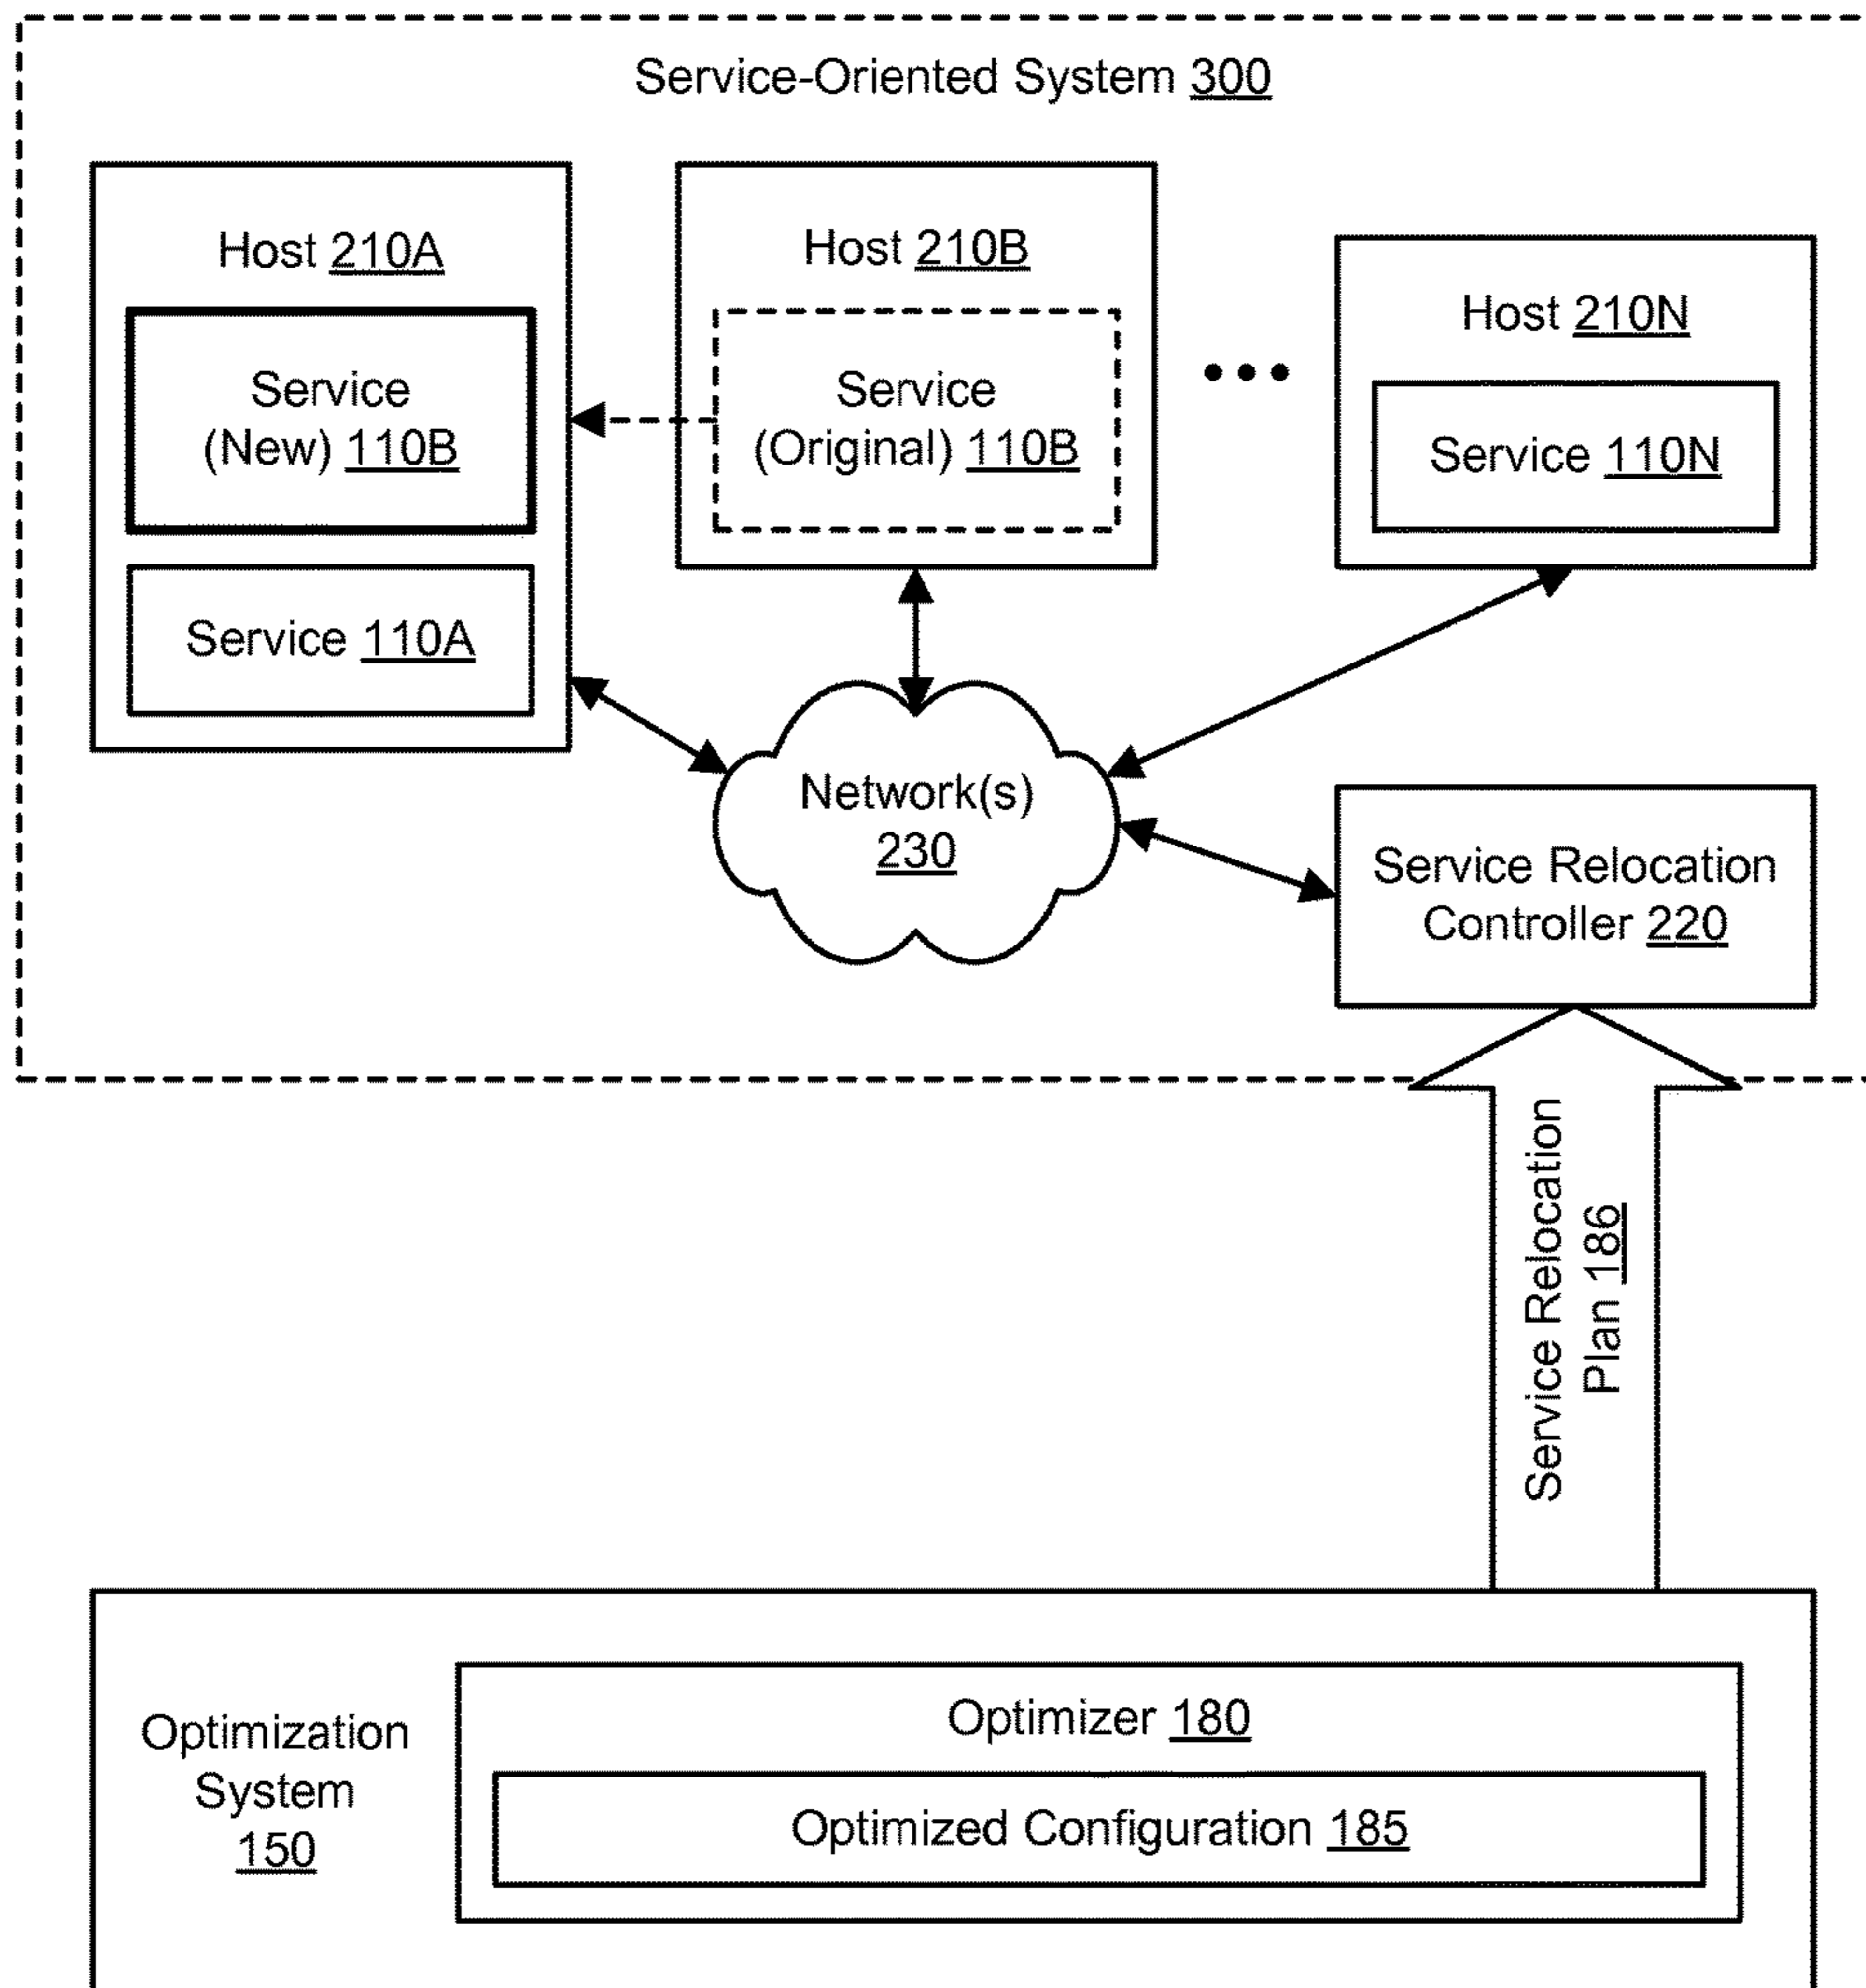 Service-Oriented System 300
Host 210A
Service
(New) 110B
Service 110A
Host 210B
Service
(Original) 110B
Host 210N
Service 110N
Network(s)
230
Service Relocation
Controller 220
Service Relocation
Plan 186
Optimization
System
150
Optimizer 180
Optimized Configuration 185